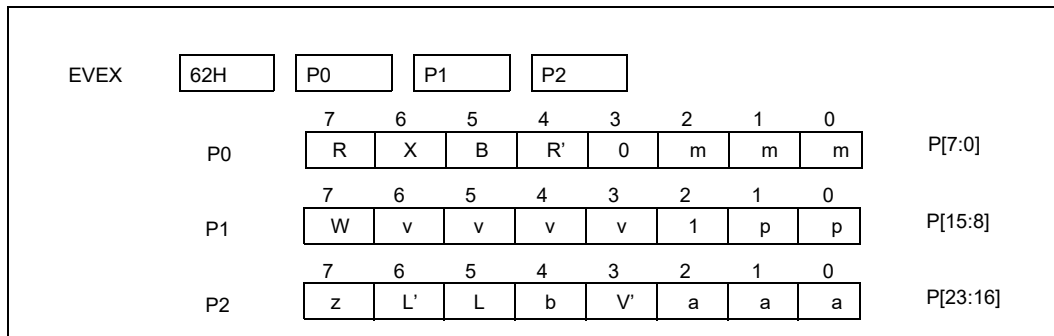 EVEX 62H P0 P1 P2
7 6 5 4 3 2 1 0
P0 R X B R’ 0 m m m P[7:0]
7 6 5 4 3 2 1 0
P1 W v v v v 1 p p P[15:8]
7 6 5 4 3 2 1 0
P2 z L’ L b V’ a a a P[23:16]